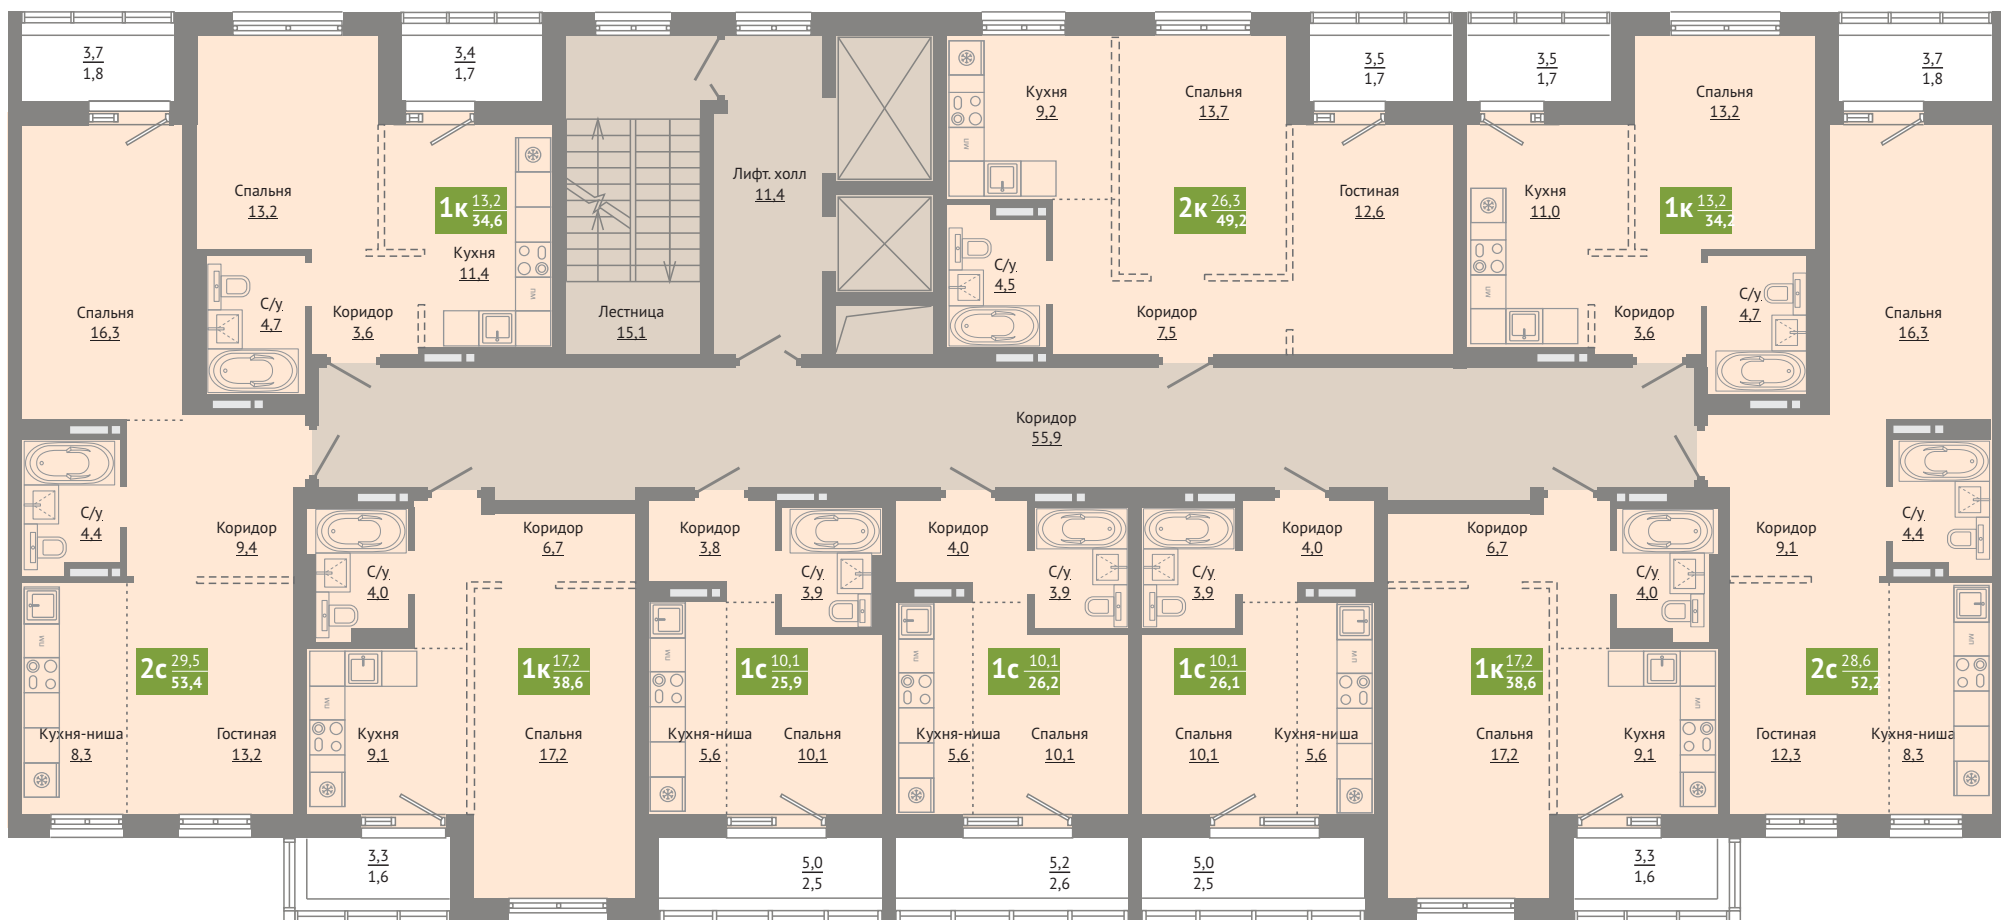 3,7
1,8
3,4
1,7
3,5
1,7
3,5
1,7
3,7
1,8
Кухня
9,2
Спальня
13,7
Спальня
13,2
Спальня
13,2
Лифт. холл
11,4
Гостиная
12,6
Кухня
11,0
1к 13,2
34,6
2к 26,3
49,2
1к 13,2
34,2
Кухня
11,4
С/у
4,5
С/у
4,7
С/у
4,7
Спальня
16,3
Коридор
3,6
Лестница
15,1
Коридор
7,5
Коридор
3,6
Спальня
16,3
МП
МП
МП
Коридор
55,9
С/у
4,4
Коридор
9,4
Коридор
6,7
Коридор
3,8
Коридор
4,0
Коридор
4,0
Коридор
6,7
Коридор
9,1
С/у
4,4
С/у
4,0
С/у
3,9
С/у
3,9
С/у
3,9
С/у
4,0
МП
МП
МП
МП
МП
МП
МП
2с 29,5
53,4
1к 17,2
38,6
1с 10,1
25,9
1с 10,1
26,2
1с 10,1
26,1
1к 17,2
38,6
2с 28,6
52,2
Кухня-ниша
8,3
Гостиная
13,2
Кухня
9,1
Спальня
17,2
Кухня-ниша
5,6
Спальня
10,1
Кухня-ниша
5,6
Спальня
10,1
Спальня
10,1
Кухня-ниша
5,6
Спальня
17,2
Кухня
9,1
Гостиная
12,3
Кухня-ниша
8,3
3,3
1,6
5,0
2,5
5,2
2,6
5,0
2,5
3,3
1,6